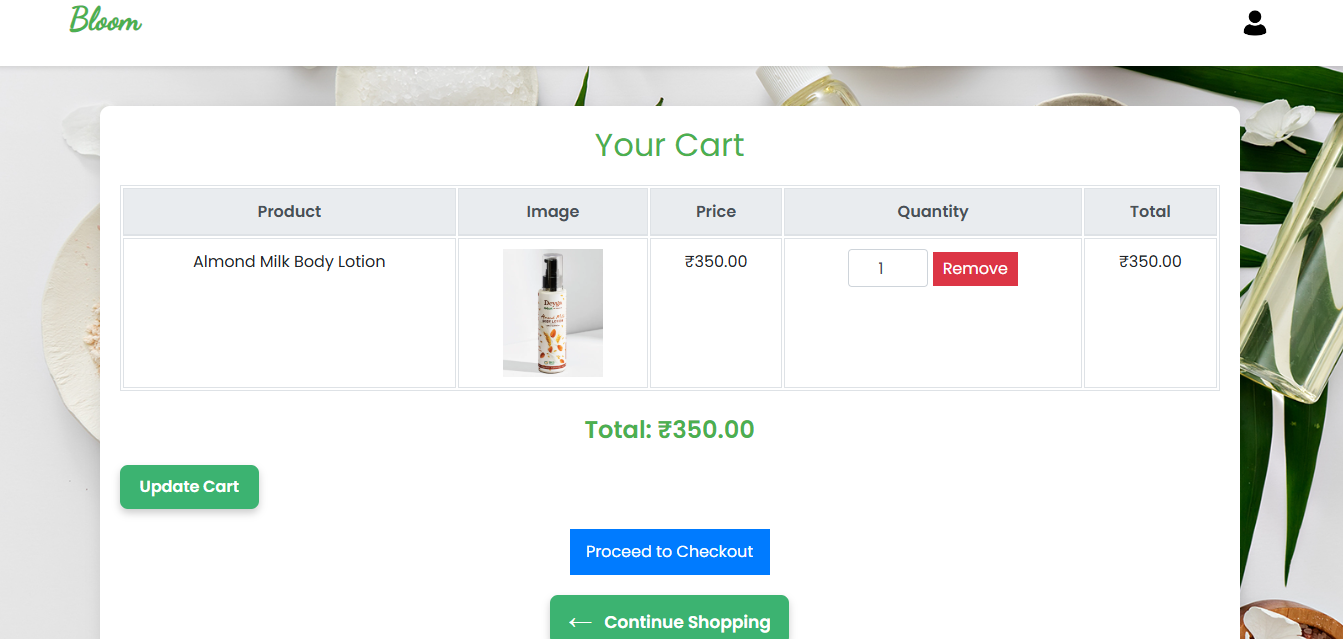 Bloom
Your Cart
Product Image Price Quantity Total
Almond Milk Body Lotion ₹350.00 1 Remove ₹350.00
Total: ₹350.00
Update Cart
Proceed to Checkout
← Continue Shopping